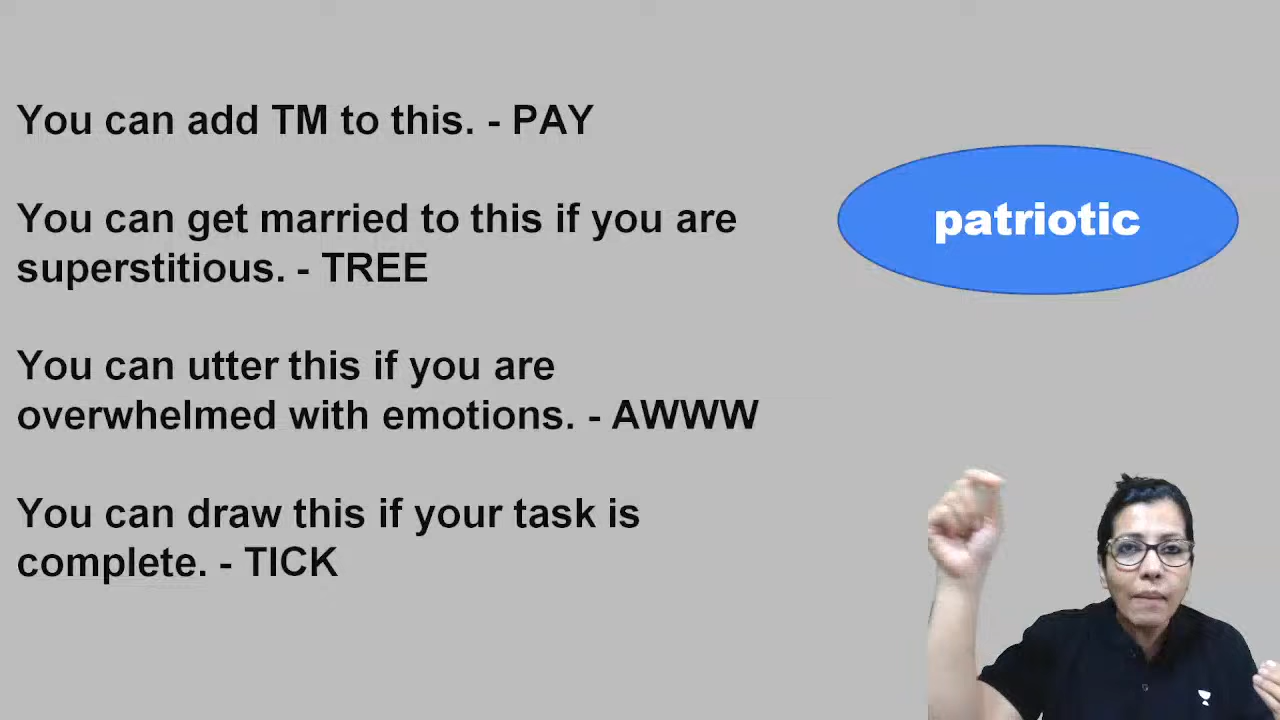 You can add TM to this. - PAY
You can get married to this if you are
superstitious. - TREE
You can utter this if you are
overwhelmed with emotions. - AWWW
You can draw this if your task is
complete. - TICK
patriotic